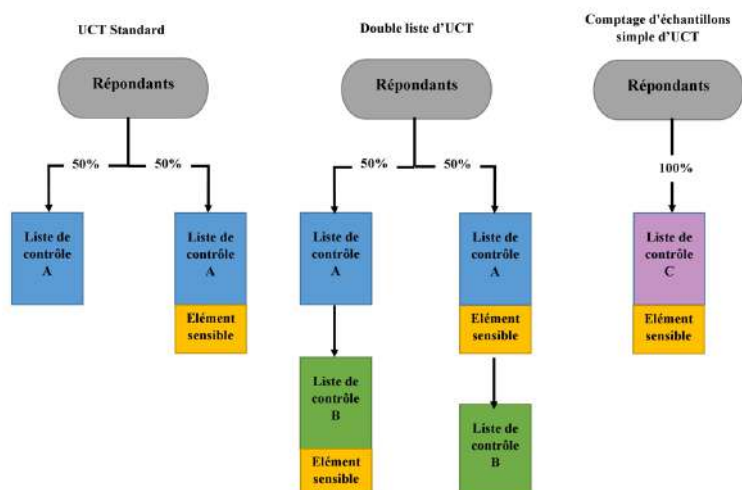 UCT Standard
Répondants
50%
50%
Liste de
contrôle
A
Liste de
contrôle
A
Elément
sensible
Double liste d'UCT
Répondants
50%
50%
Liste de
contrôle
A
Liste de
contrôle
B
Elément
sensible
Liste de
contrôle
A
Elément
sensible
Liste de
contrôle
B
Comptage d'échantillons
simple d'UCT
Répondants
100%
Liste de
contrôle
C
Elément
sensible